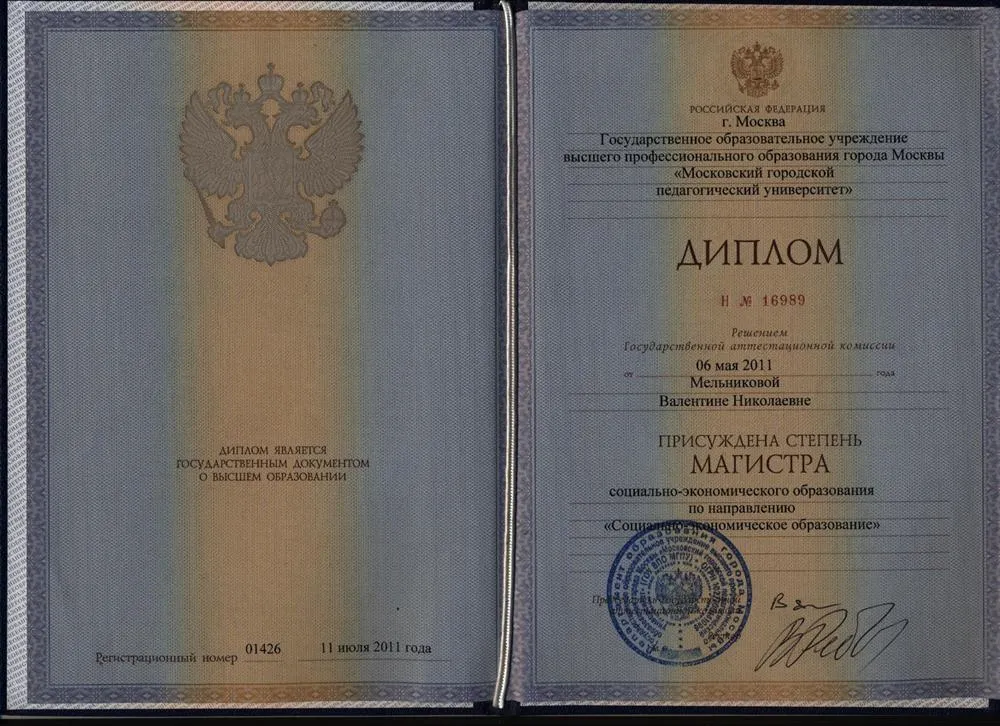 ДИПЛОМ ЯВЛЯЕТСЯ
ГОСУДАРСТВЕННЫМ ДОКУМЕНТОМ
О ВЫСШЕМ ОБРАЗОВАНИИ
Регистрационный номер 01426 11 июля 2011 года
РОССИЙСКАЯ ФЕДЕРАЦИЯ
г. Москва
Государственное образовательное учреждение
высшего профессионального образования города Москвы
«Московский городской
педагогический университет»
ДИПЛОМ
Н № 16989
Решением
Государственной аттестационной комиссии
от 06 мая 2011 года
Мельниковой
Валентине Николаевне
ПРИСУЖДЕНА СТЕПЕНЬ
МАГИСТРА
социально-экономического образования
по направлению
«Социально-экономическое образование»